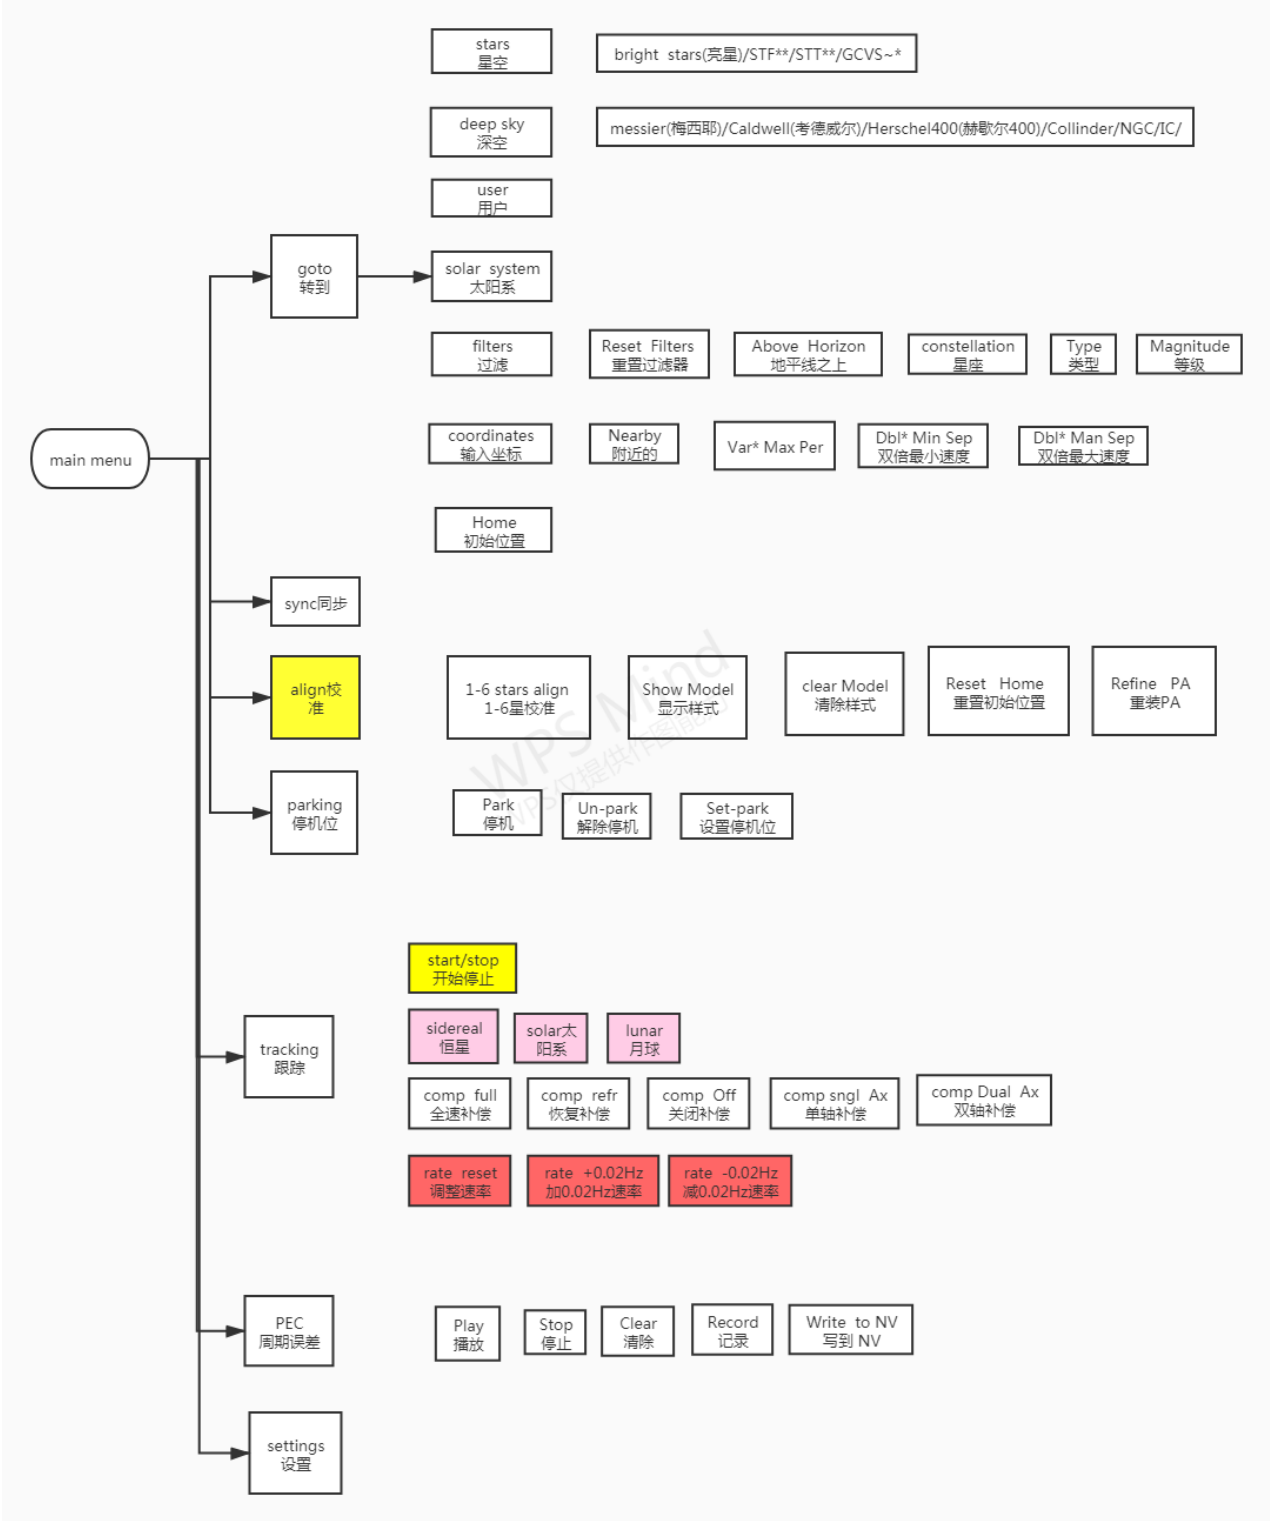 stars
星空
bright stars(亮星)/STF**/STT**/GCVS~*
deep sky
深空
messier(梅西耶)/Caldwell(考德威尔)/Herschel400(赫歇尔400)/Collinder/NGC/IC/
user
用户
goto
转到
solar system
太阳系
filters
过滤
Reset Filters
重置过滤器
Above Horizon
地平线之上
constellation
星座
Type
类型
Magnitude
等级
main menu
coordinates
输入坐标
Nearby
附近的
Var* Max Per
Dbl* Min Sep
双倍最小速度
Dbl* Man Sep
双倍最大速度
Home
初始位置
sync同步
align校
准
1-6 stars align
1-6星校准
Show Model
显示样式
clear Model
清除样式
Reset Home
重置初始位置
Refine PA
重装PA
WPS Mind
WPS仅提供作图能力
parking
停机位
Park
停机
Un-park
解除停机
Set-park
设置停机位
start/stop
开始停止
tracking
跟踪
sidereal
恒星
solar太
阳系
lunar
月球
comp full
全速补偿
comp refr
恢复补偿
comp Off
关闭补偿
comp sngl Ax
单轴补偿
comp Dual Ax
双轴补偿
rate reset
调整速率
rate +0.02Hz
加0.02Hz速率
rate -0.02Hz
减0.02Hz速率
PEC
周期误差
Play
播放
Stop
停止
Clear
清除
Record
记录
Write to NV
写到 NV
settings
设置